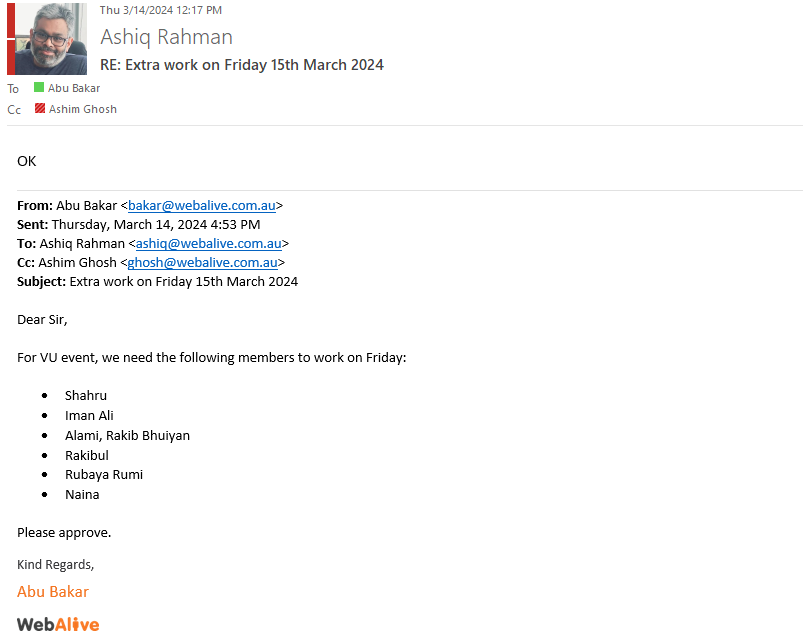 Thu 3/14/2024 12:17 PM
Ashiq Rahman
RE: Extra work on Friday 15th March 2024
To Abu Bakar
Cc Ashim Ghosh
OK
From: Abu Bakar <bakar@webalive.com.au>
Sent: Thursday, March 14, 2024 4:53 PM
To: Ashiq Rahman <ashiq@webalive.com.au>
Cc: Ashim Ghosh <ghosh@webalive.com.au>
Subject: Extra work on Friday 15th March 2024
Dear Sir,
For VU event, we need the following members to work on Friday:
• Shahru
• Iman Ali
• Alami, Rakib Bhuiyan
• Rakibul
• Rubaya Rumi
• Naina
Please approve.
Kind Regards,
Abu Bakar
WebAlive